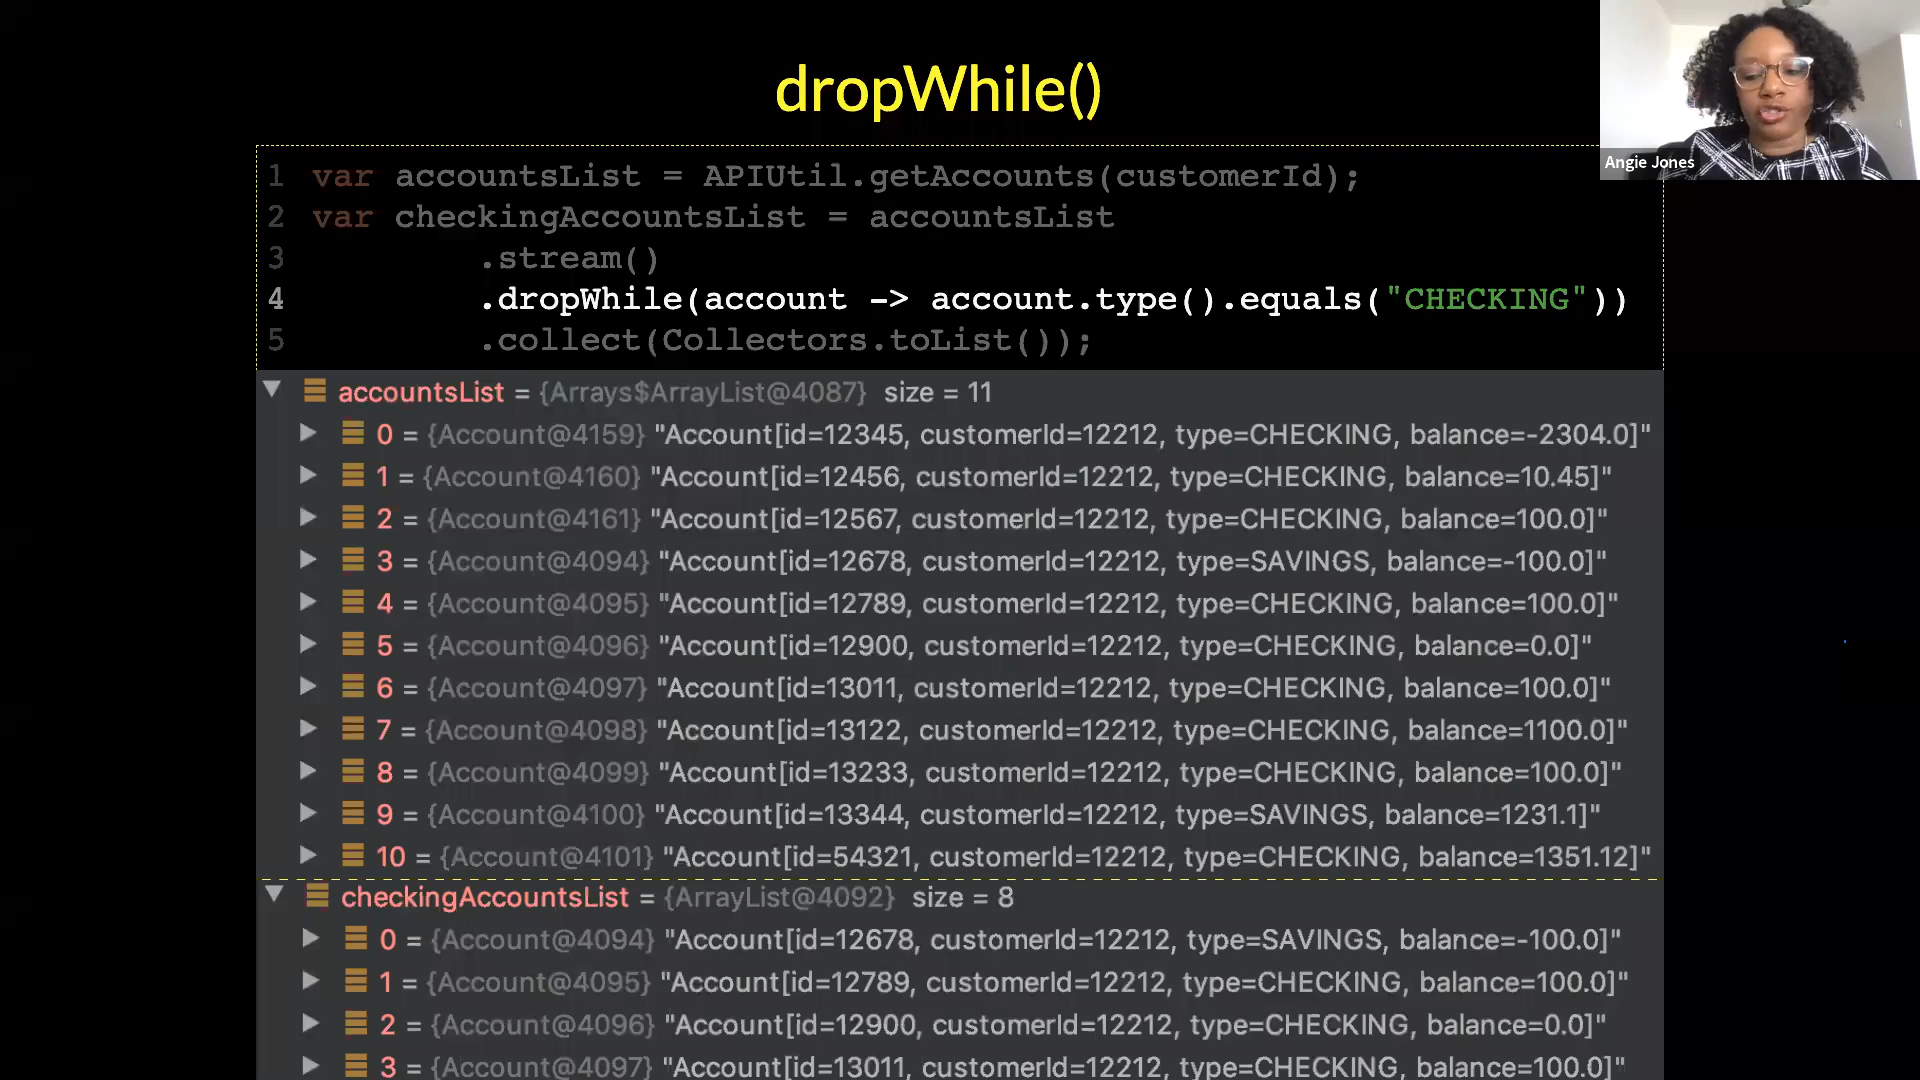 dropWhile()
Angie Jones
1 var accountsList = APIUtil.getAccounts(customerId);
2 var checkingAccountsList = accountsList
3 .stream()
4 .dropWhile(account -> account.type().equals("CHECKING"))
5 .collect(Collectors.toList());
accountsList = {Arrays$ArrayList@4087} size = 11
0 = {Account@4159} "Account[id=12345, customerId=12212, type=CHECKING, balance=-2304.0]"
1 = {Account@4160} "Account[id=12456, customerId=12212, type=CHECKING, balance=10.45]"
2 = {Account@4161} "Account[id=12567, customerId=12212, type=CHECKING, balance=100.0]"
3 = {Account@4094} "Account[id=12678, customerId=12212, type=SAVINGS, balance=-100.0]"
4 = {Account@4095} "Account[id=12789, customerId=12212, type=CHECKING, balance=100.0]"
5 = {Account@4096} "Account[id=12900, customerId=12212, type=CHECKING, balance=0.0]"
6 = {Account@4097} "Account[id=13011, customerId=12212, type=CHECKING, balance=100.0]"
7 = {Account@4098} "Account[id=13122, customerId=12212, type=CHECKING, balance=1100.0]"
8 = {Account@4099} "Account[id=13233, customerId=12212, type=CHECKING, balance=100.0]"
9 = {Account@4100} "Account[id=13344, customerId=12212, type=SAVINGS, balance=1231.1]"
10 = {Account@4101} "Account[id=54321, customerId=12212, type=CHECKING, balance=1351.12]"
checkingAccountsList = {ArrayList@4092} size = 8
0 = {Account@4094} "Account[id=12678, customerId=12212, type=SAVINGS, balance=-100.0]"
1 = {Account@4095} "Account[id=12789, customerId=12212, type=CHECKING, balance=100.0]"
2 = {Account@4096} "Account[id=12900, customerId=12212, type=CHECKING, balance=0.0]"
3 = {Account@4097} "Account[id=13011, customerId=12212, type=CHECKING, balance=100.0]"